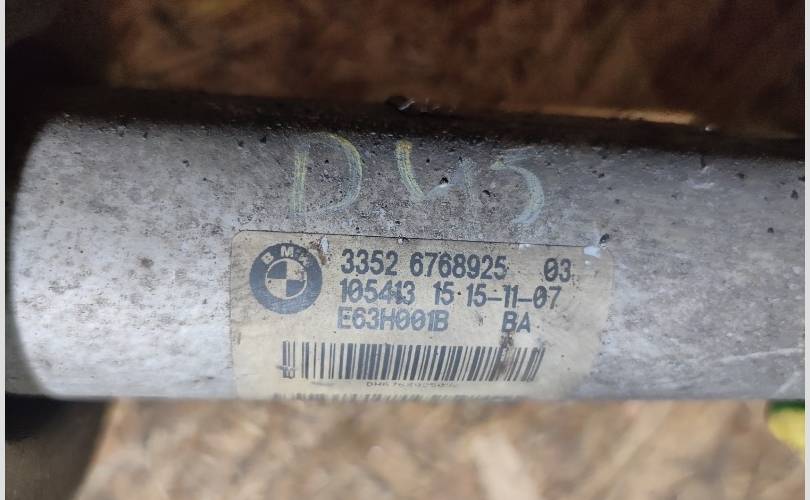 D45
BMW
3352 6768925 03
105413 15 15-11-07
E63H001B BA